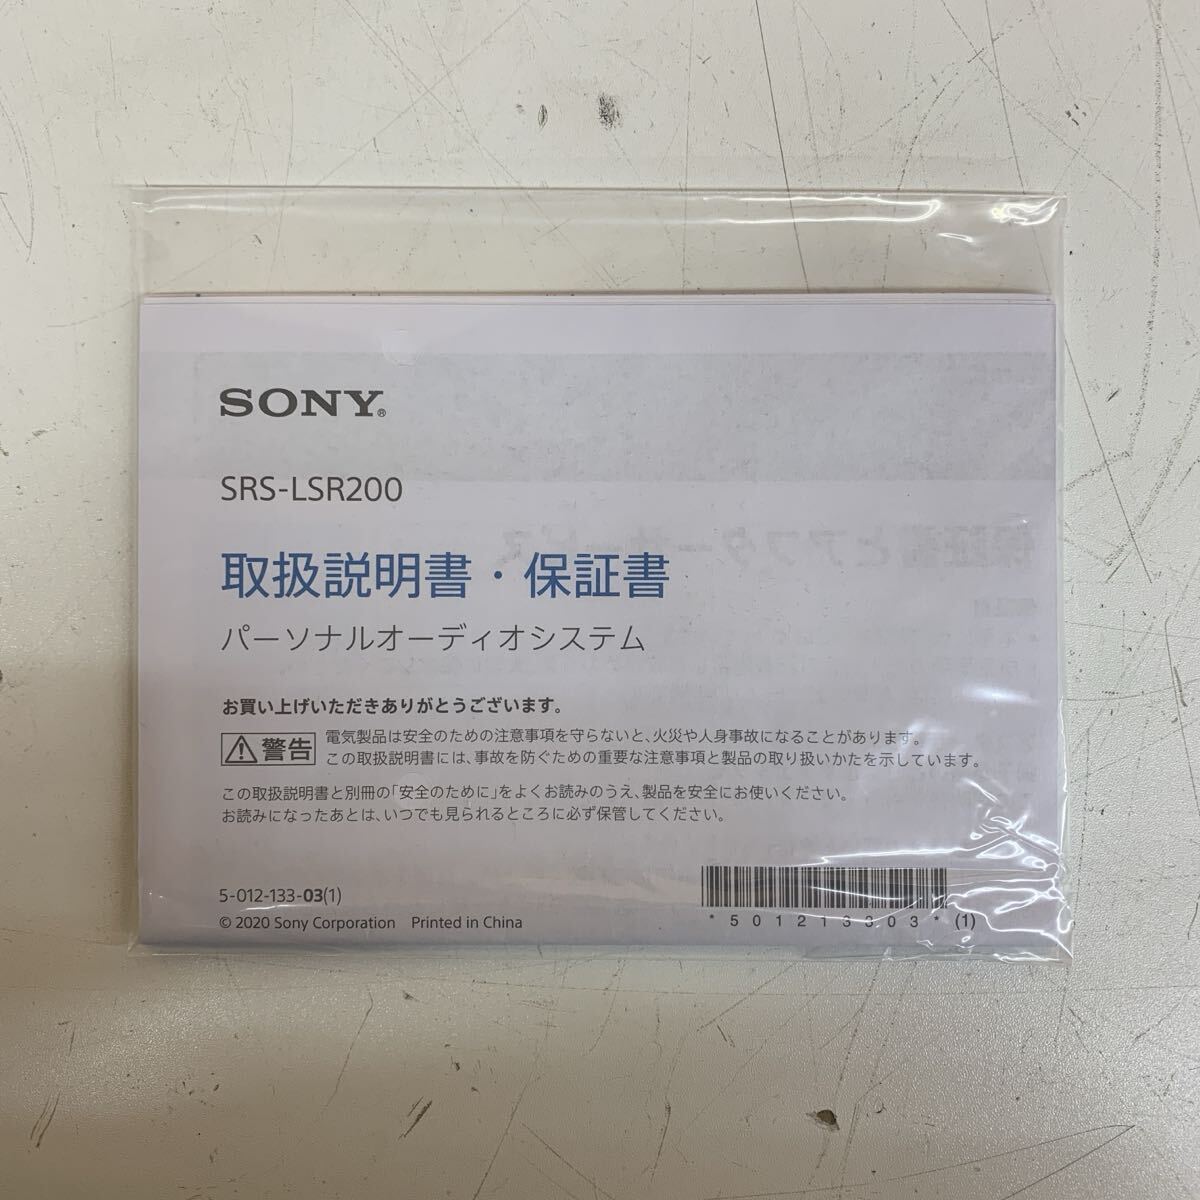 SONY®
SRS-LSR200
取扱説明書・保証書
パーソナルオーディオシステム
お買い上げいただきありがとうございます。
警告
電気製品は安全のための注意事項を守らないと、火災や人身事故になることがあります。
この取扱説明書には、事故を防ぐための重要な注意事項と製品の取り扱いかたを示しています。
この取扱説明書と別冊の「安全のために」をよくお読みのうえ、製品を安全にお使いください。
お読みになったあとは、いつでも見られるところに必ず保管してください。
5-012-133-03(1)
© 2020 Sony Corporation Printed in China
*501213303* (1)